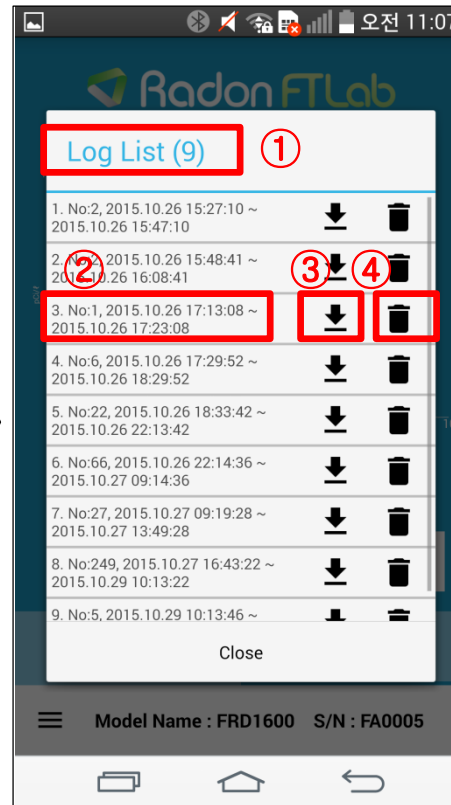 오전 11:07
Radon FTLab
Log List (9)
①
1. No:2, 2015.10.26 15:27:10 ~
2015.10.26 15:47:10
2. No:2, 2015.10.26 15:48:41 ~
2015.10.26 16:08:41
②
③
④
3. No:1, 2015.10.26 17:13:08 ~
2015.10.26 17:23:08
4. No:6, 2015.10.26 17:29:52 ~
2015.10.26 18:29:52
5. No:22, 2015.10.26 18:33:42 ~
2015.10.26 22:13:42
6. No:66, 2015.10.26 22:14:36 ~
2015.10.27 09:14:36
7. No:27, 2015.10.27 09:19:28 ~
2015.10.27 13:49:28
8. No:249, 2015.10.27 16:43:22 ~
2015.10.29 10:13:22
9. No:5, 2015.10.29 10:13:46 ~
Close
Model Name : FRD1600 S/N : FA0005